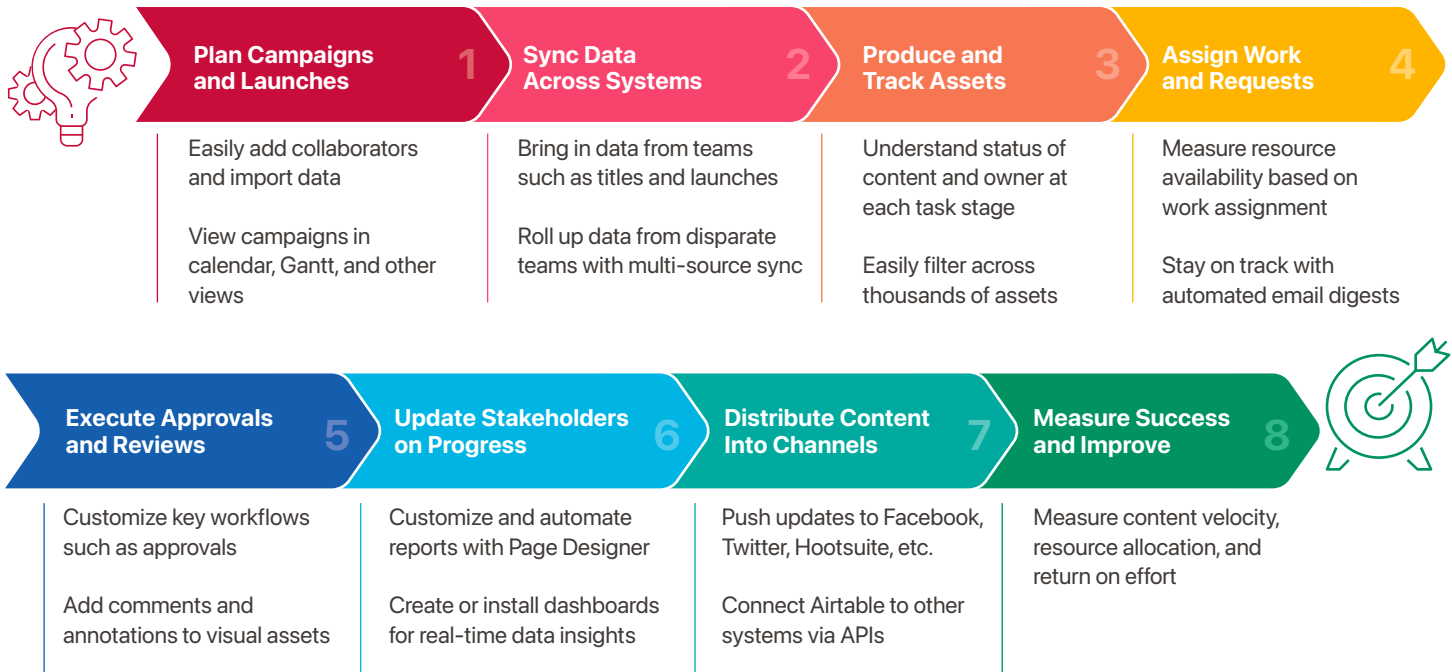 Plan Campaigns
and Launches
1
Easily add collaborators
and import data
View campaigns in
calendar, Gantt, and other
views
Sync Data
Across Systems
2
Bring in data from teams
such as titles and launches
Roll up data from disparate
teams with multi-source sync
Produce and
Track Assets
3
Understand status of
content and owner at
each task stage
Easily filter across
thousands of assets
Assign Work
and Requests
4
Measure resource
availability based on
work assignment
Stay on track with
automated email digests
Execute Approvals
and Reviews
5
Customize key workflows
such as approvals
Add comments and
annotations to visual assets
Update Stakeholders
on Progress
6
Customize and automate
reports with Page Designer
Create or install dashboards
for real-time data insights
Distribute Content
Into Channels
7
Push updates to Facebook,
Twitter, Hootsuite, etc.
Connect Airtable to other
systems via APIs
Measure Success
and Improve
8
Measure content velocity,
resource allocation, and
return on effort